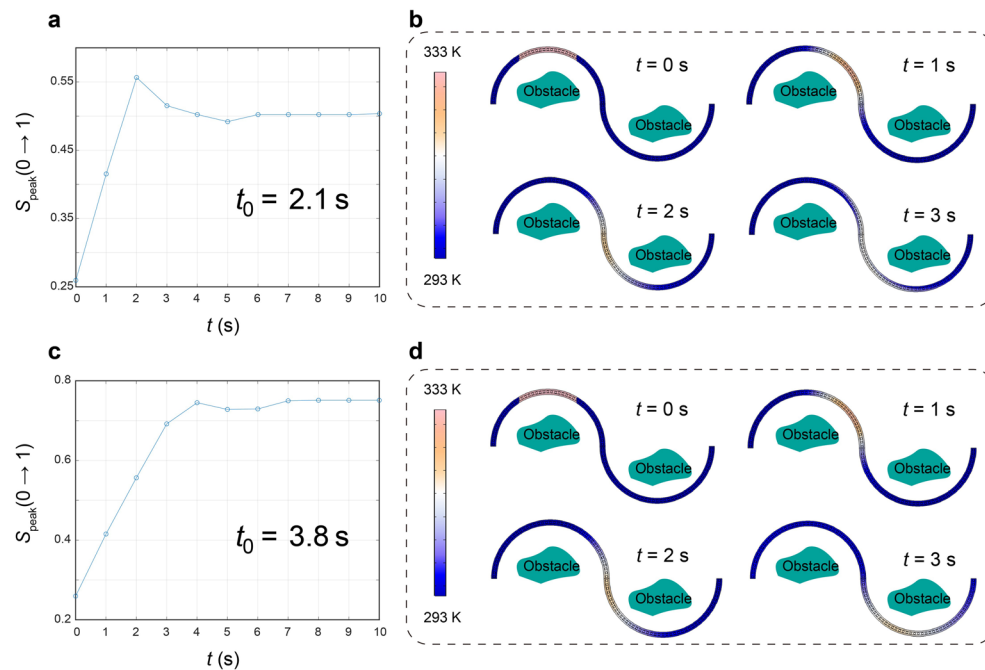 a
0.55
0.45
0.35
0.25
0 1 2 3 4 5 6 7 8 9 10
S_peak(0 → 1)
t (s)
t₀ = 2.1 s
b
333 K
293 K
Obstacle
Obstacle
t = 0 s
Obstacle
Obstacle
t = 1 s
Obstacle
Obstacle
t = 2 s
Obstacle
Obstacle
t = 3 s
c
0.8
0.6
0.4
0.2
0 1 2 3 4 5 6 7 8 9 10
S_peak(0 → 1)
t (s)
t₀ = 3.8 s
d
333 K
293 K
Obstacle
Obstacle
t = 0 s
Obstacle
Obstacle
t = 1 s
Obstacle
Obstacle
t = 2 s
Obstacle
Obstacle
t = 3 s